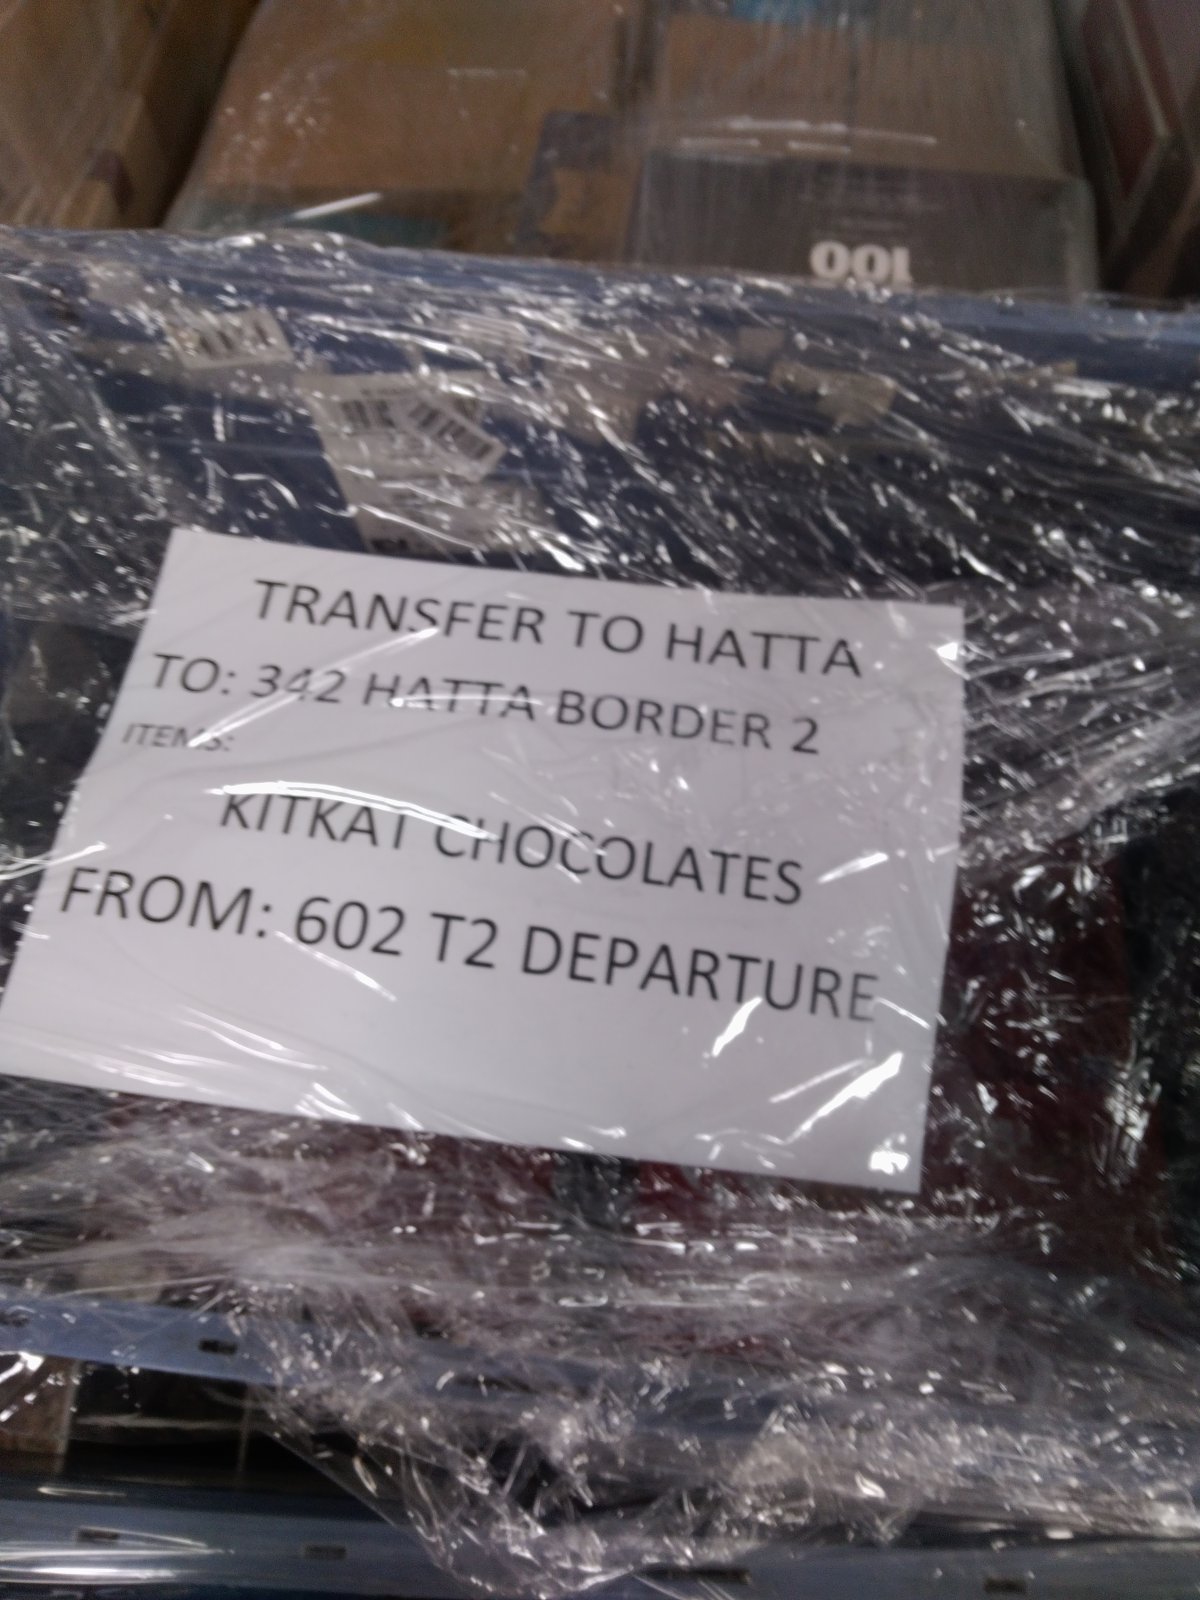 100
TRANSFER TO HATTA
TO: 342 HATTA BORDER 2
ITEMS:
KITKAT CHOCOLATES
FROM: 602 T2 DEPARTURE